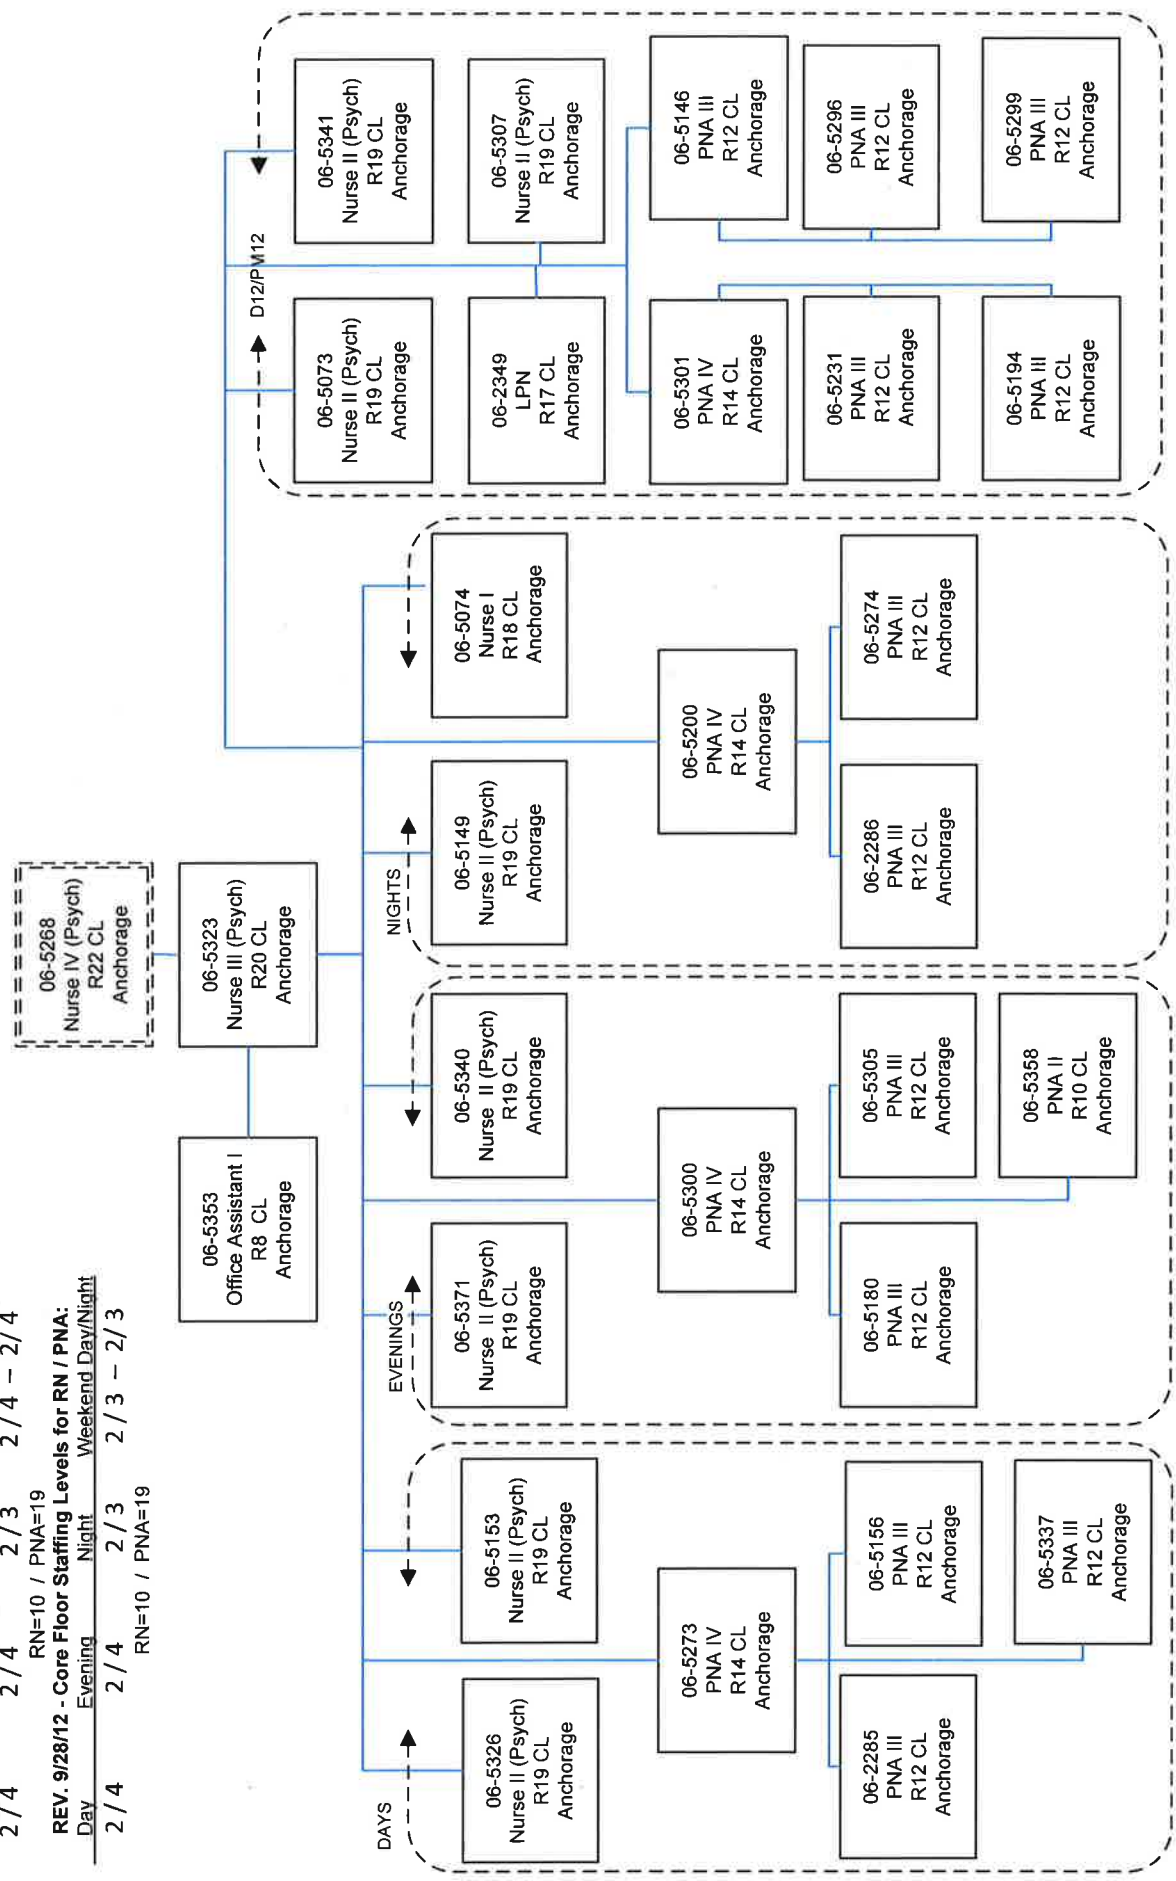 2 / 4 2 / 4 2 / 3 2 / 4 – 2 / 4
RN=10 / PNA=19
REV. 9/28/12 - Core Floor Staffing Levels for RN / PNA:
Day Evening Night Weekend Day/Night
2 / 4 2 / 4 2 / 3 2 / 3 – 2 / 3
RN=10 / PNA=19
06-5268
Nurse IV (Psych)
R22 CL
Anchorage
06-5353
Office Assistant I
R8 CL
Anchorage
06-5323
Nurse III (Psych)
R20 CL
Anchorage
DAYS
06-5326
Nurse II (Psych)
R19 CL
Anchorage
06-5153
Nurse II (Psych)
R19 CL
Anchorage
06-5273
PNA IV
R14 CL
Anchorage
06-2285
PNA III
R12 CL
Anchorage
06-5156
PNA III
R12 CL
Anchorage
06-5337
PNA III
R12 CL
Anchorage
EVENINGS
06-5371
Nurse II (Psych)
R19 CL
Anchorage
06-5340
Nurse II (Psych)
R19 CL
Anchorage
06-5300
PNA IV
R14 CL
Anchorage
06-5180
PNA III
R12 CL
Anchorage
06-5305
PNA III
R12 CL
Anchorage
06-5358
PNA II
R10 CL
Anchorage
NIGHTS
06-5149
Nurse II (Psych)
R19 CL
Anchorage
06-5074
Nurse I
R18 CL
Anchorage
06-5200
PNA IV
R14 CL
Anchorage
06-2286
PNA III
R12 CL
Anchorage
06-5274
PNA III
R12 CL
Anchorage
D12/PM12
06-5073
Nurse II (Psych)
R19 CL
Anchorage
06-5341
Nurse II (Psych)
R19 CL
Anchorage
06-2349
LPN
R17 CL
Anchorage
06-5307
Nurse II (Psych)
R19 CL
Anchorage
06-5301
PNA IV
R14 CL
Anchorage
06-5146
PNA III
R12 CL
Anchorage
06-5231
PNA III
R12 CL
Anchorage
06-5296
PNA III
R12 CL
Anchorage
06-5194
PNA III
R12 CL
Anchorage
06-5299
PNA III
R12 CL
Anchorage